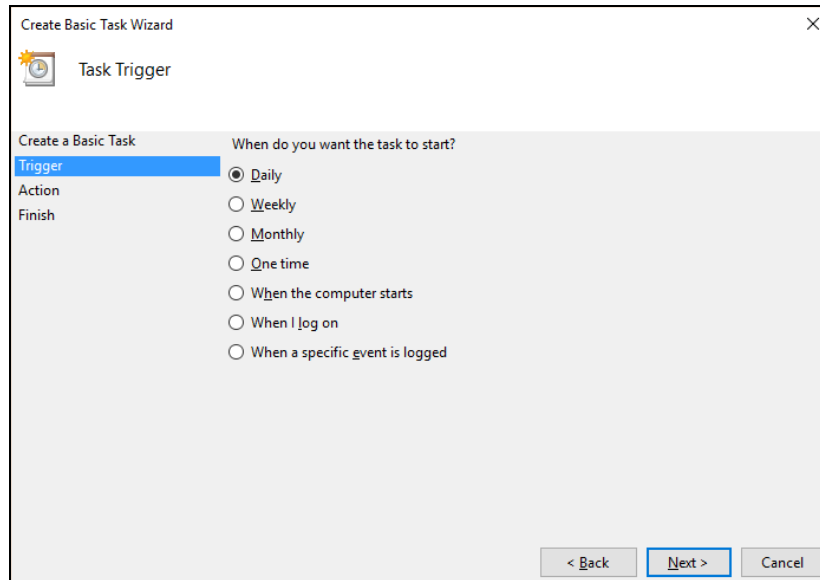 Create Basic Task Wizard
Task Trigger
Create a Basic Task
Trigger
Action
Finish
When do you want the task to start?
Daily
Weekly
Monthly
One time
When the computer starts
When I log on
When a specific event is logged
< Back
Next >
Cancel